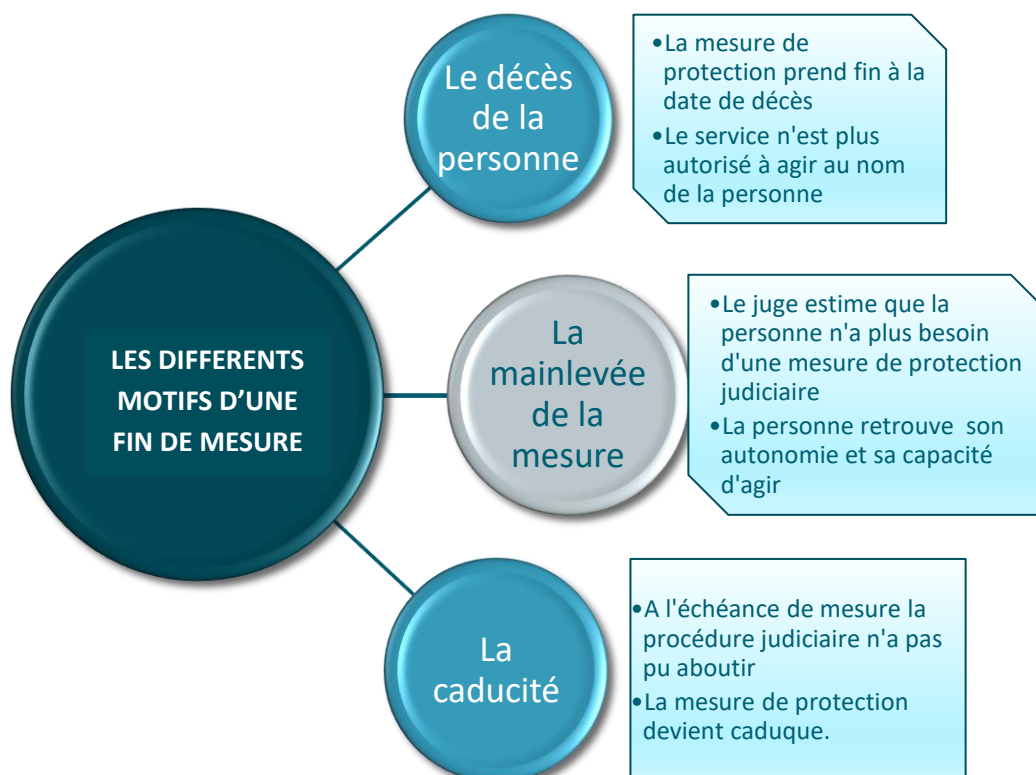 LES DIFFERENTS
MOTIFS D’UNE
FIN DE MESURE
Le décès
de la
personne
•La mesure de
protection prend fin à la
date de décès
•Le service n'est plus
autorisé à agir au nom
de la personne
La
mainlevée
de la
mesure
•Le juge estime que la
personne n'a plus besoin
d'une mesure de protection
judiciaire
•La personne retrouve son
autonomie et sa capacité
d'agir
La
caducité
•A l'échéance de mesure la
procédure judiciaire n'a pas
pu aboutir
•La mesure de protection
devient caduque.